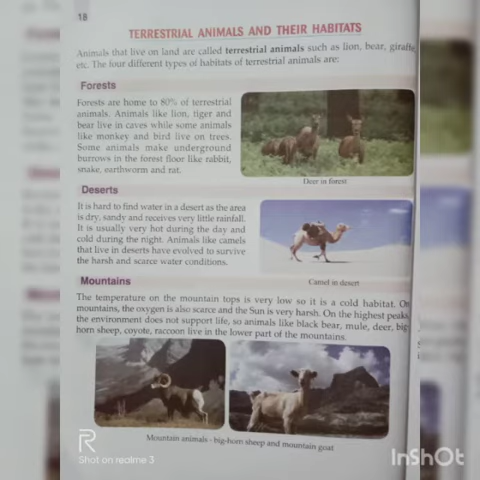 18
TERRESTRIAL ANIMALS AND THEIR HABITATS
Animals that live on land are called terrestrial animals such as lion, bear, giraffe
etc. The four different types of habitats of terrestrial animals are:
Forests
Forests are home to 80% of terrestrial
animals. Animals like lion, tiger and
bear live in caves while some animals
like monkey and bird live on trees.
Some animals make underground
burrows in the forest floor like rabbit,
snake, earthworm and rat.
Deer in forest
Deserts
It is hard to find water in a desert as the area
is dry, sandy and receives very little rainfall.
It is usually very hot during the day and
cold during the night. Animals like camels
that live in deserts have evolved to survive
the harsh and scarce water conditions.
Camel in desert
Mountains
The temperature on the mountain tops is very low so it is a cold habitat. On
mountains, the oxygen is also scarce and the Sun is very harsh. On the highest peaks
the environment does not support life, so animals like black bear, mule, deer, big
horn sheep, coyote, raccoon live in the lower part of the mountains.
Mountain animals - big-horn sheep and mountain goat
R
Shot on realme 3
InShOt